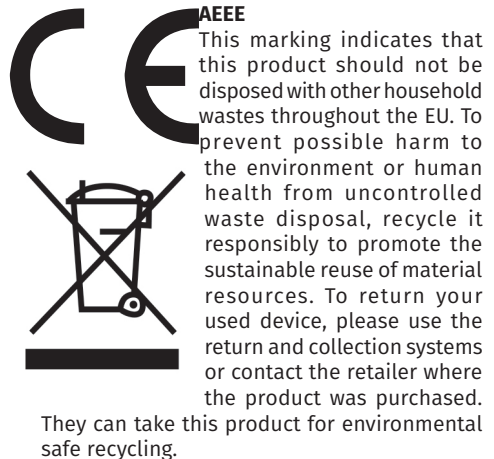 CE
AEEE
This marking indicates that
this product should not be
disposed with other household
wastes throughout the EU. To
prevent possible harm to
the environment or human
health from uncontrolled
waste disposal, recycle it
responsibly to promote the
sustainable reuse of material
resources. To return your
used device, please use the
return and collection systems
or contact the retailer where
the product was purchased.
They can take this product for environmental
safe recycling.